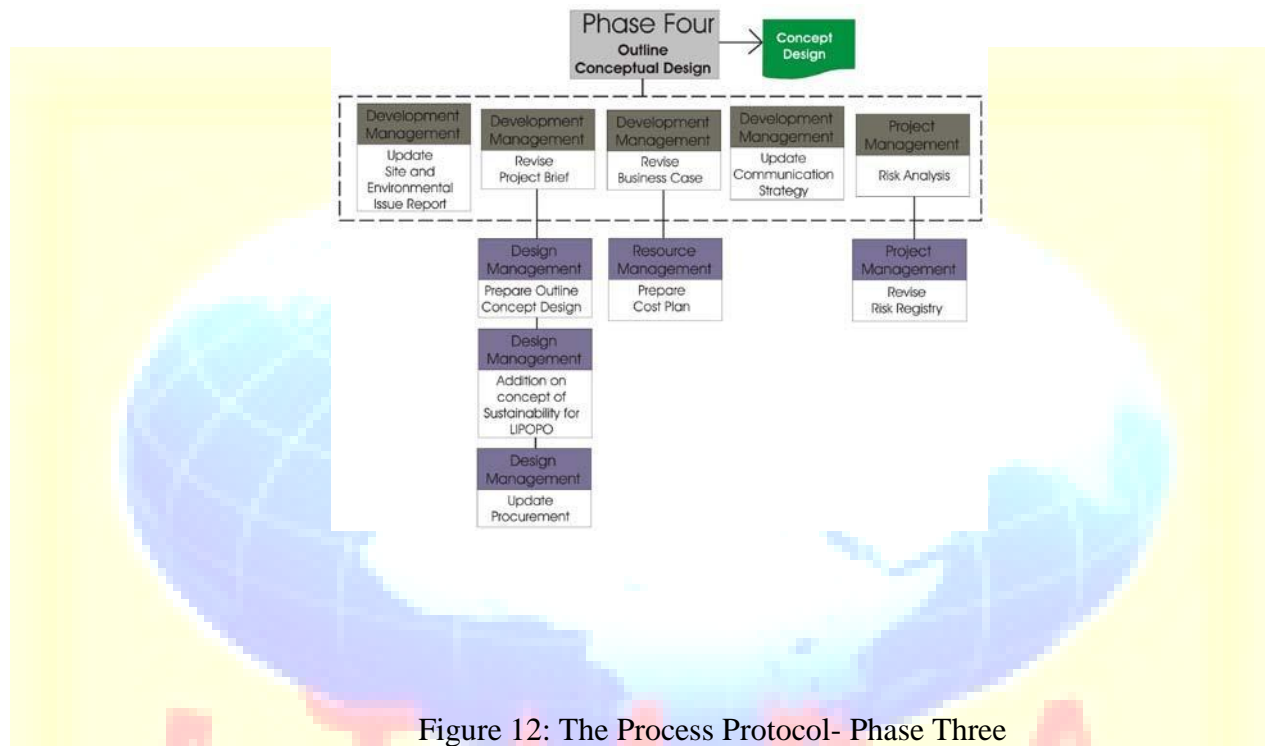 Phase Four
Outline
Conceptual Design
Concept
Design
Development
Management
Update
Site and
Environmental
Issue Report
Development
Management
Revise
Project Brief
Development
Management
Revise
Business Case
Development
Management
Update
Communication
Strategy
Project
Management
Risk Analysis
Design
Management
Prepare Outline
Concept Design
Resource
Management
Prepare
Cost Plan
Project
Management
Revise
Risk Registry
Design
Management
Addition on
concept of
Sustainability for
LIPOPO
Design
Management
Update
Procurement
Figure 12: The Process Protocol- Phase Three